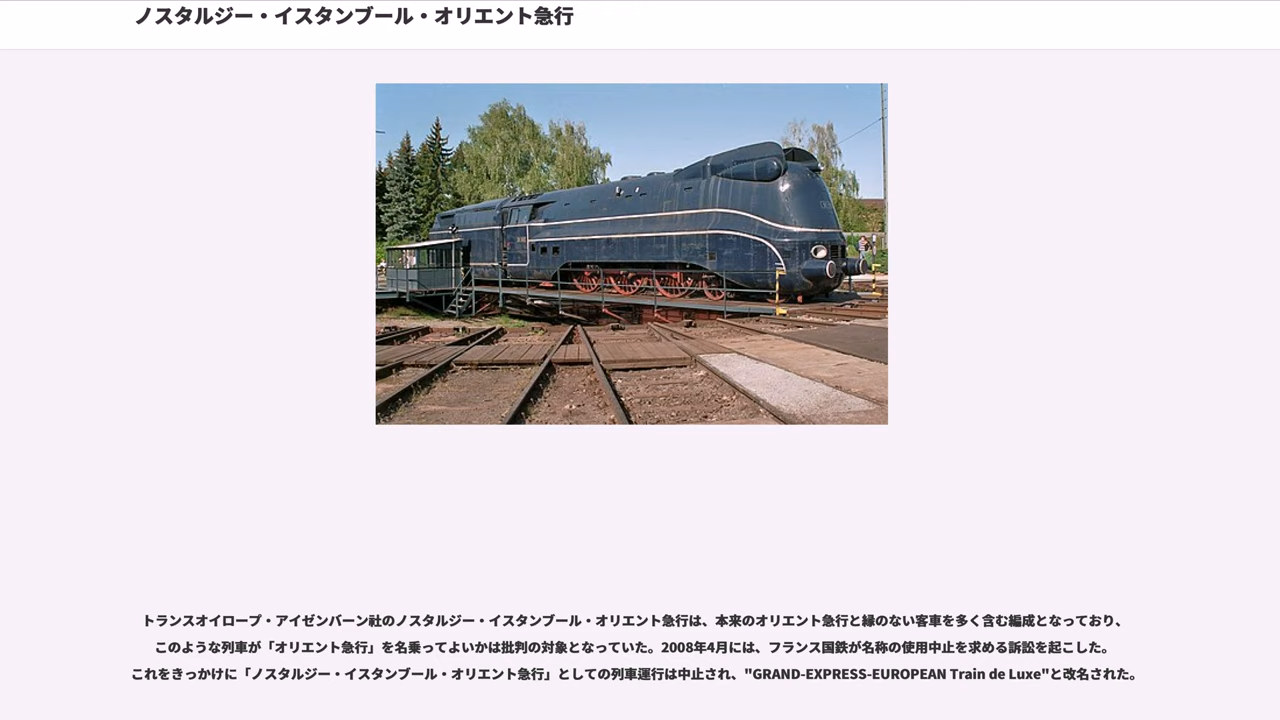 ノスタルジー・イスタンブール・オリエント急行
トランスオイロープ・アイゼンバーン社のノスタルジー・イスタンブール・オリエント急行は、本来のオリエント急行と縁のない客車を多く含む編成となっており、
このような列車が「オリエント急行」を名乗ってよいかは批判の対象となっていた。2008年4月には、フランス国鉄が名称の使用中止を求める訴訟を起こした。
これをきっかけに「ノスタルジー・イスタンブール・オリエント急行」としての列車運行は中止され、"GRAND-EXPRESS-EUROPEAN Train de Luxe"と改名された。